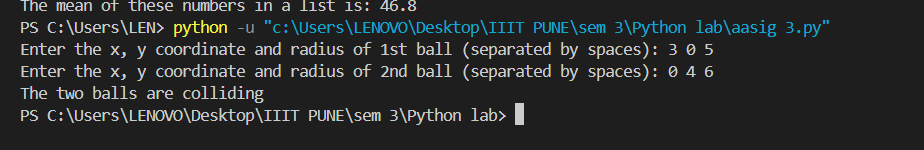 The mean of these numbers in a list is: 46.8
PS C:\Users\LEN> python -u "c:\Users\LENOVO\Desktop\IIIT PUNE\sem 3\Python lab\aasig 3.py"
Enter the x, y coordinate and radius of 1st ball (separated by spaces): 3 0 5
Enter the x, y coordinate and radius of 2nd ball (separated by spaces): 0 4 6
The two balls are colliding
PS C:\Users\LENOVO\Desktop\IIIT PUNE\sem 3\Python lab>